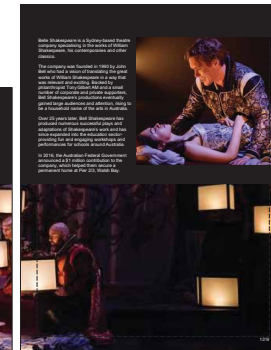 Belle Shakespeare is a Sydney-based theatre
company specialising in the works of William
Shakespeare, his contemporaries and other
classics.
The company was founded in 1990 by John
Bell who had a vision of translating the great
works of William Shakespeare in a way that
was relevant and exciting. Backed by
philanthropist Tony Gilbert AM and a small
number of corporate and private supporters,
Bell Shakespeare's productions eventually
gained large audiences and attention, rising to
be a household name of the arts in Australia.
Over 25 years later, Bell Shakespeare has
produced numerous successful plays and
adaptations of Shakespeare's work and has
since expanded into the education sector-
providing fun and engaging workshops and
performances for schools around Australia.
In 2016, the Australian Federal Government
announced a $1 million contribution to the
company, which helped them secure a
permanent home at Pier 2/3, Walsh Bay.